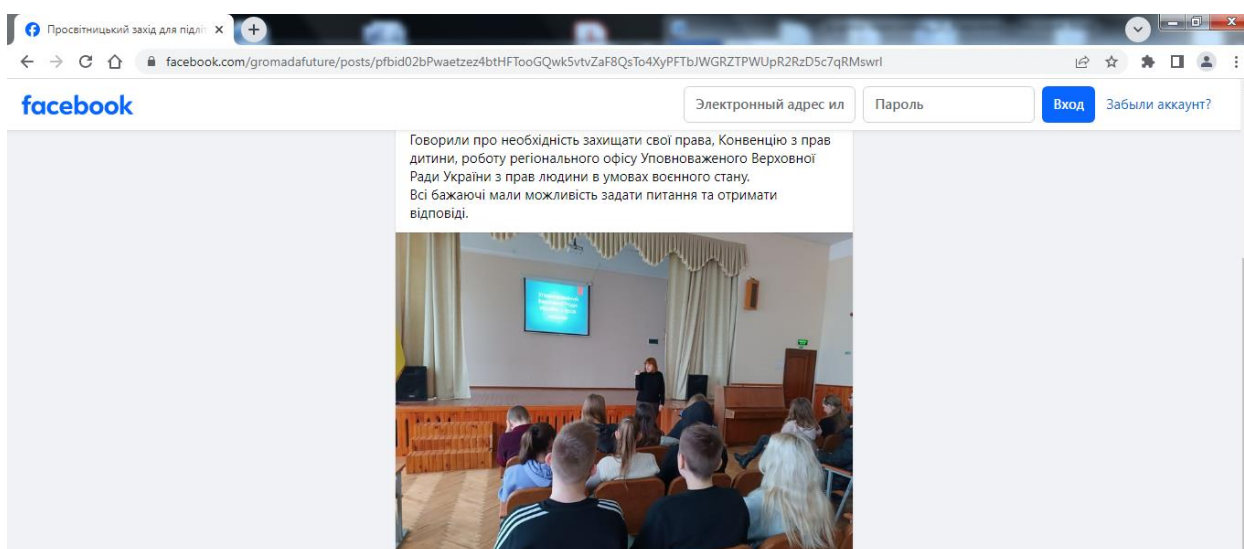 Просвітницький захід для підліт
facebook.com/gromadafuture/posts/pfbid02bPwaetzez4btHFTooGQwk5vtvZaF8QsTo4XyPFTbJWGRZTPWUpR2RzD5c7qRMswrl
facebook
Электронный адрес ил
Пароль
Вход
Забыли аккаунт?
Говорили про необхідність захищати свої права, Конвенцію з прав
дитини, роботу регіонального офісу Уповноваженого Верховної
Ради України з прав людини в умовах воєнного стану.
Всі бажаючі мали можливість задати питання та отримати
відповіді.